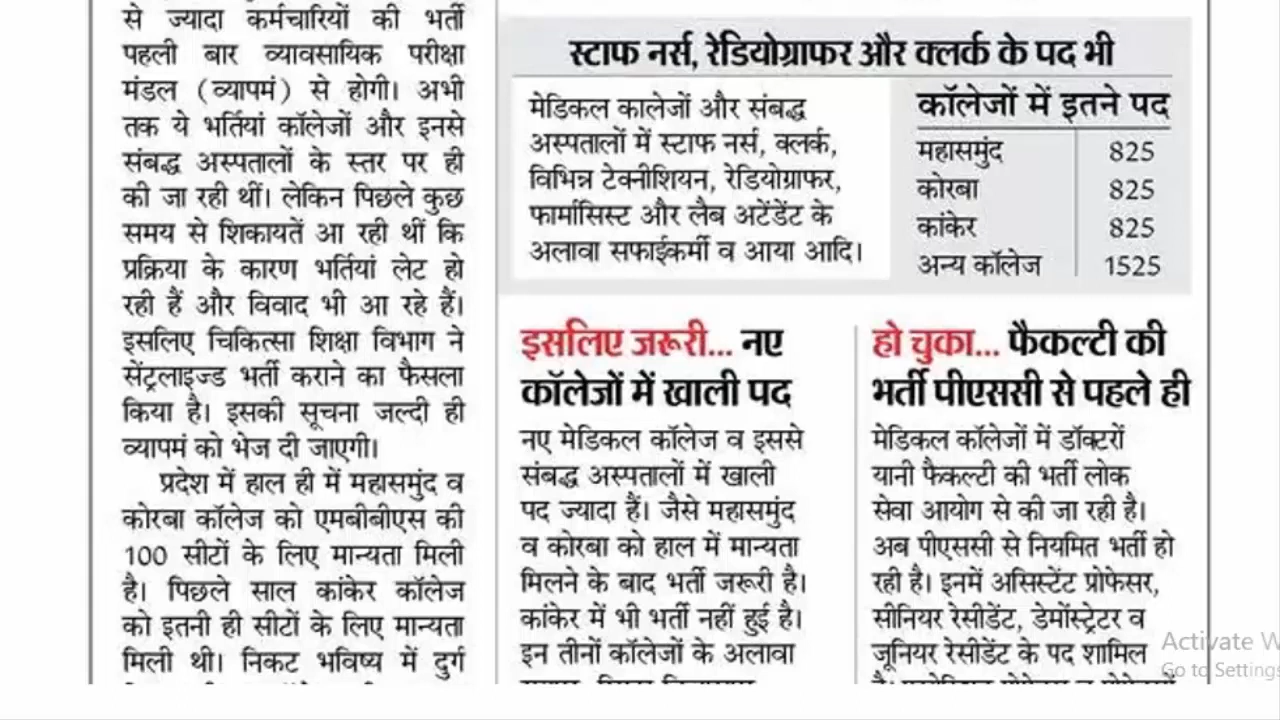 से ज्यादा कर्मचारियों की भर्ती
पहली बार व्यावसायिक परीक्षा
मंडल (व्यापमं) से होगी। अभी
तक ये भर्तियां कॉलेजों और इनसे
संबद्ध अस्पतालों के स्तर पर ही
की जा रही थीं। लेकिन पिछले कुछ
समय से शिकायतें आ रही थीं कि
प्रक्रिया के कारण भर्तियां लेट हो
रही हैं और विवाद भी आ रहे हैं।
इसलिए चिकित्सा शिक्षा विभाग ने
सेंट्रलाइज्ड भर्ती कराने का फैसला
किया है। इसकी सूचना जल्दी ही
व्यापमं को भेज दी जाएगी।
प्रदेश में हाल ही में महासमुंद व
कोरबा कॉलेज को एमबीबीएस की
100 सीटों के लिए मान्यता मिली
है। पिछले साल कांकेर कॉलेज
को इतनी ही सीटों के लिए मान्यता
मिली थी। निकट भविष्य में दुर्ग
स्टाफ नर्स, रेडियोग्राफर और क्लर्क के पद भी
मेडिकल कालेजों और संबद्ध
अस्पतालों में स्टाफ नर्स, क्लर्क,
विभिन्न टेक्नीशियन, रेडियोग्राफर,
फार्मासिस्ट और लैब अटेंडेंट के
अलावा सफाईकर्मी व आया आदि।
कॉलेजों में इतने पद
महासमुंद 825
कोरबा 825
कांकेर 825
अन्य कॉलेज 1525
इसलिए जरूरी... नए
कॉलेजों में खाली पद
नए मेडिकल कॉलेज व इससे
संबद्ध अस्पतालों में खाली
पद ज्यादा हैं। जैसे महासमुंद
व कोरबा को हाल में मान्यता
मिलने के बाद भर्ती जरूरी है।
कांकेर में भी भर्ती नहीं हुई है।
इन तीनों कॉलेजों के अलावा
हो चुका... फैकल्टी की
भर्ती पीएससी से पहले ही
मेडिकल कॉलेजों में डॉक्टरों
यानी फैकल्टी की भर्ती लोक
सेवा आयोग से की जा रही है।
अब पीएससी से नियमित भर्ती हो
रही है। इनमें असिस्टेंट प्रोफेसर,
सीनियर रेसीडेंट, डेमोंस्ट्रेटर व
जूनियर रेसीडेंट के पद शामिल
Activate W
Go to Settings